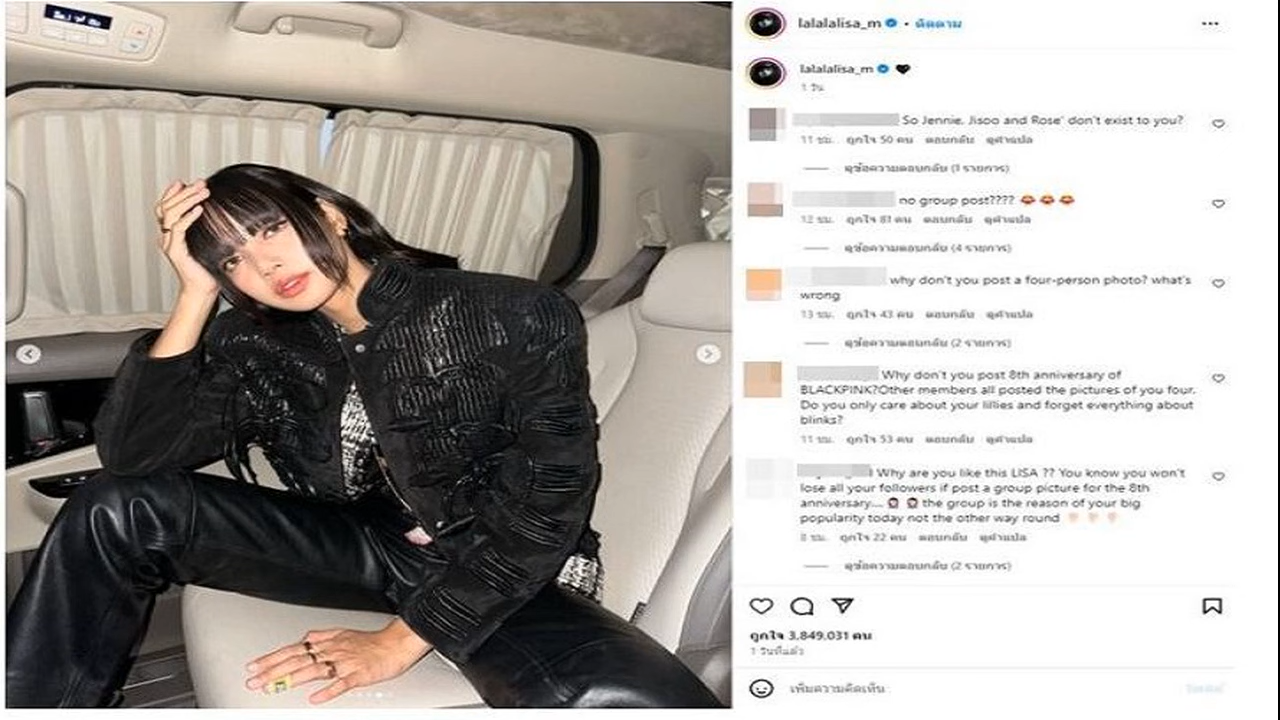 lalalalisa_m • ติดตาม
lalalalisa_m 🖤
1 วัน
So Jennie, Jisoo and Rose' don't exist to you?
11 ชม. ถูกใจ 50 คน ตอบกลับ ดูคำแปล
ดูข้อความตอบกลับ (1 รายการ)
no group post????
12 ชม. ถูกใจ 81 คน ตอบกลับ ดูคำแปล
ดูข้อความตอบกลับ (4 รายการ)
why don't you post a four-person photo? what's
wrong
13 ชม. ถูกใจ 43 คน ตอบกลับ ดูคำแปล
ดูข้อความตอบกลับ (2 รายการ)
Why don't you post 8th anniversary of
BLACKPINK?Other members all posted the pictures of you four.
Do you only care about your lillies and forget everything about
blinks?
11 ชม. ถูกใจ 53 คน ตอบกลับ ดูคำแปล
Why are you like this LISA ?? You know you won't
lose all your followers if post a group picture for the 8th
anniversary.... the group is the reason of your big
popularity today not the other way round
8 ชม. ถูกใจ 22 คน ตอบกลับ ดูคำแปล
ดูข้อความตอบกลับ (2 รายการ)
ถูกใจ 3,849,031 คน
1 วันที่แล้ว
เพิ่มความคิดเห็น